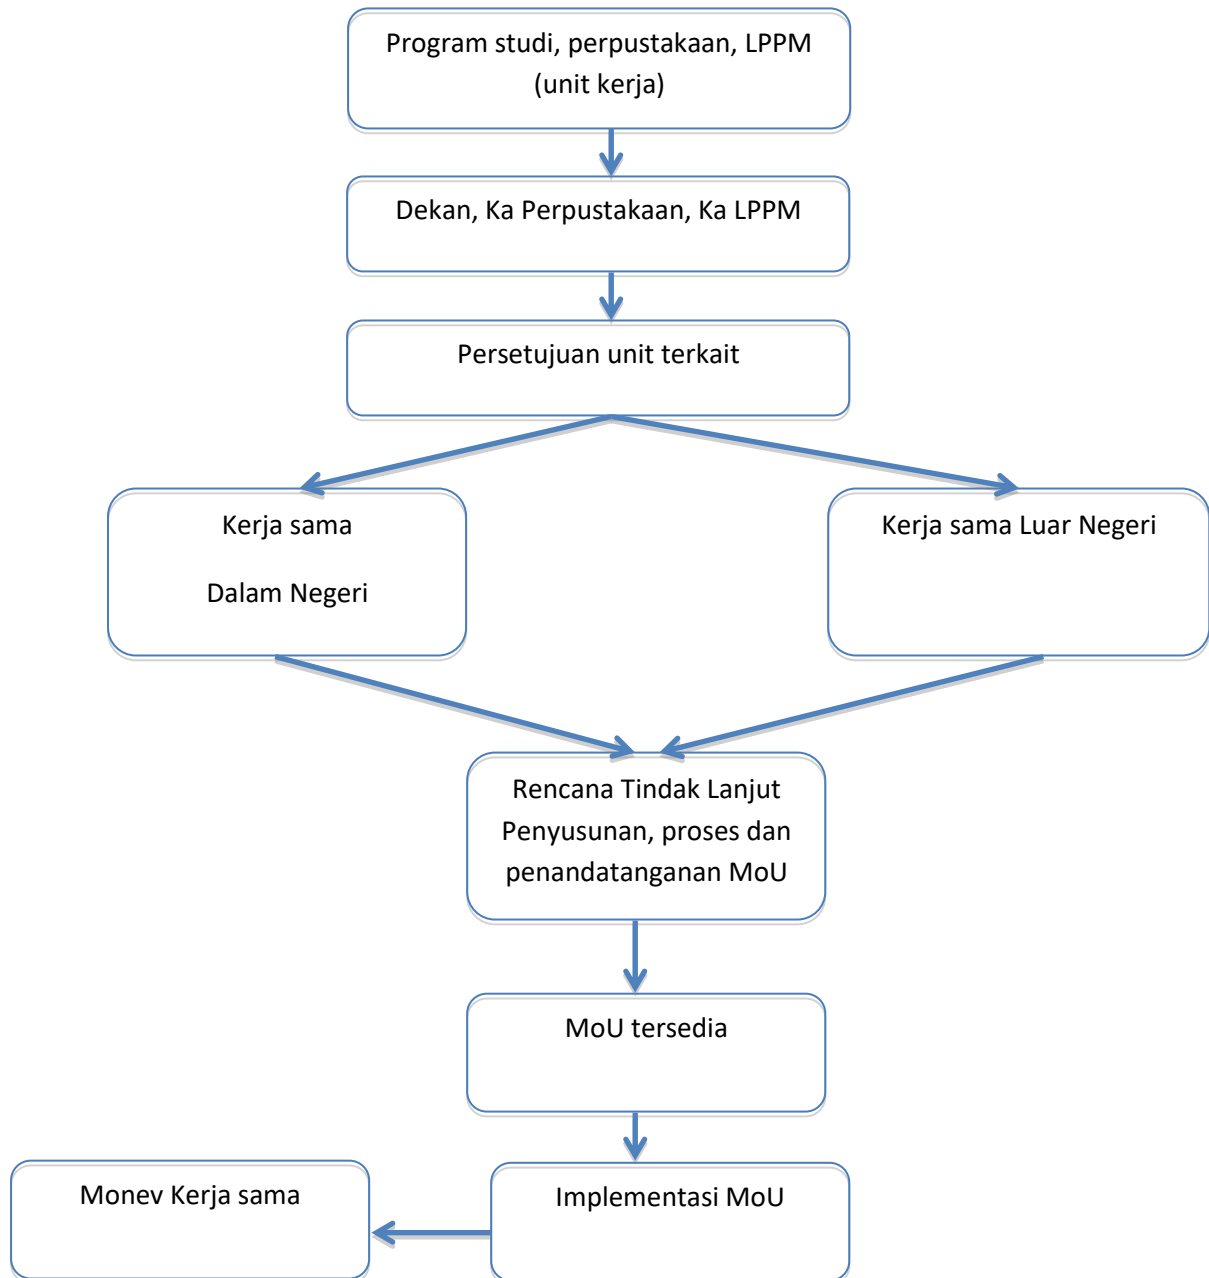 Program studi, perpustakaan, LPPM
(unit kerja)
Dekan, Ka Perpustakaan, Ka LPPM
Persetujuan unit terkait
Kerja sama
Dalam Negeri
Kerja sama Luar Negeri
Rencana Tindak Lanjut
Penyusunan, proses dan
penandatanganan MoU
MoU tersedia
Implementasi MoU
Monev Kerja sama